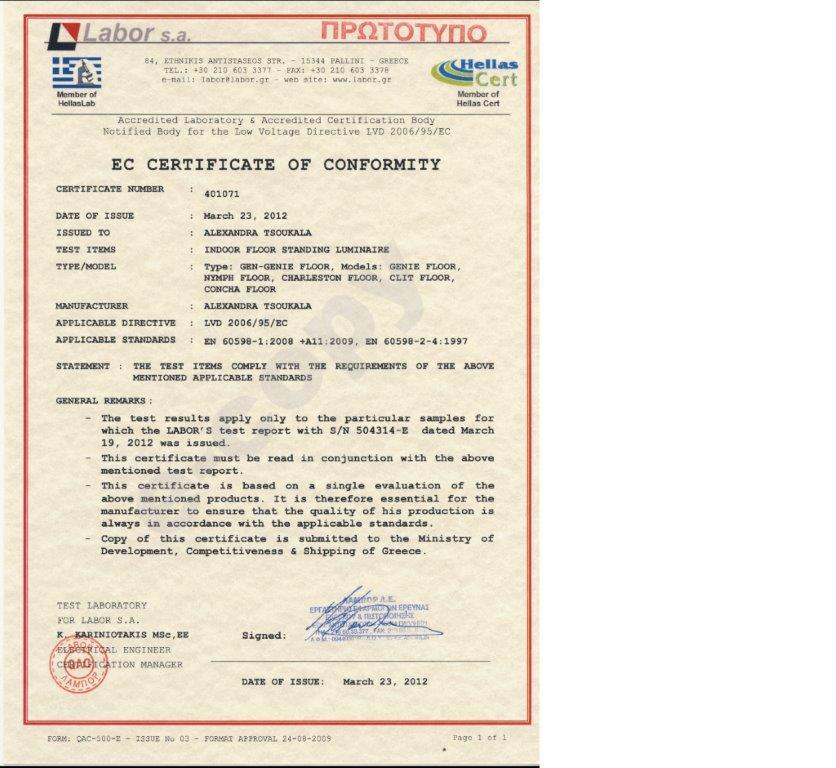 Labor s.a.
ΠΡΩΤΟΤΥΠΟ
84, ETHNIKIS ANTISTASEOS STR. - 15344 PALLINI - GREECE
TEL.: +30 210 603 3377 - FAX: +30 210 603 3378
e-mail: labor@labor.gr - web site: www.labor.gr
Member of
HellasLab
Hellas
Cert
Member of
Hellas Cert
Accredited Laboratory & Accredited Certification Body
Notified Body for the Low Voltage Directive LVD 2006/95/EC
EC CERTIFICATE OF CONFORMITY
CERTIFICATE NUMBER : 401071
DATE OF ISSUE : March 23, 2012
ISSUED TO : ALEXANDRA TSOUKALA
TEST ITEMS : INDOOR FLOOR STANDING LUMINAIRE
TYPE/MODEL : Type: GEN-GENIE FLOOR, Models: GENIE FLOOR,
NYMPH FLOOR, CHARLESTON FLOOR, CLIT FLOOR,
CONCHA FLOOR
MANUFACTURER : ALEXANDRA TSOUKALA
APPLICABLE DIRECTIVE : LVD 2006/95/EC
APPLICABLE STANDARDS : EN 60598-1:2008 +A11:2009, EN 60598-2-4:1997
STATEMENT : THE TEST ITEMS COMPLY WITH THE REQUIREMENTS OF THE ABOVE
MENTIONED APPLICABLE STANDARDS
GENERAL REMARKS :
- The test results apply only to the particular samples for
which the LABOR'S test report with S/N 504314-E dated March
19, 2012 was issued.
- This certificate must be read in conjunction with the above
mentioned test report.
- This certificate is based on a single evaluation of the
above mentioned products. It is therefore essential for the
manufacturer to ensure that the quality of his production is
always in accordance with the applicable standards.
- Copy of this certificate is submitted to the Ministry of
Development, Competitiveness & Shipping of Greece.
copy
TEST LABORATORY
FOR LABOR S.A.
K. KARINIOTAKIS MSc,EE
ELECTRICAL ENGINEER
CERTIFICATION MANAGER
QAC
ΛΑΜΠΟΡ
Signed:
ΛΑΜΠΟΡ Α.Ε.
ΕΡΓΑΣΤΗΡΙΟ ΕΦΑΡΜΟΓΩΝ ΕΡΕΥΝΑΣ
DATE OF ISSUE: March 23, 2012
FORM: QAC-500-E - ISSUE No 03 - FORMAT APPROVAL 24-08-2009
Page 1 of 1